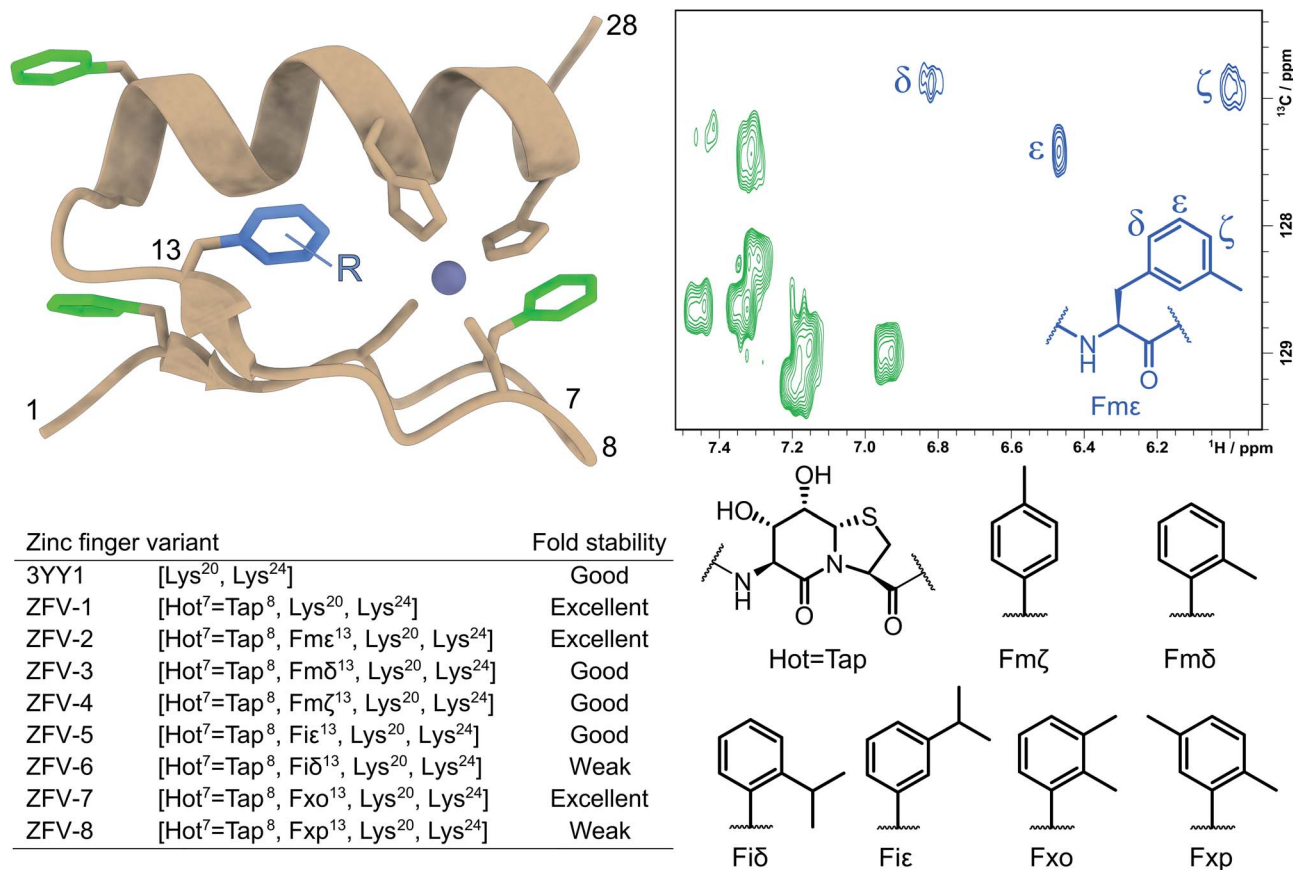 28
13
R
1
7
8
δ
ζ
ε
128
129
¹³C / ppm
7.4 7.2 7.0 6.8 6.6 6.4 6.2 ¹H / ppm
δ ε ζ
N
H
O
Fmε
Zinc finger variant Fold stability
3YY1 [Lys²⁰, Lys²⁴] Good
ZFV-1 [Hot⁷=Tap⁸, Lys²⁰, Lys²⁴] Excellent
ZFV-2 [Hot⁷=Tap⁸, Fmε¹³, Lys²⁰, Lys²⁴] Excellent
ZFV-3 [Hot⁷=Tap⁸, Fmδ¹³, Lys²⁰, Lys²⁴] Good
ZFV-4 [Hot⁷=Tap⁸, Fmζ¹³, Lys²⁰, Lys²⁴] Good
ZFV-5 [Hot⁷=Tap⁸, Fiε¹³, Lys²⁰, Lys²⁴] Good
ZFV-6 [Hot⁷=Tap⁸, Fiδ¹³, Lys²⁰, Lys²⁴] Weak
ZFV-7 [Hot⁷=Tap⁸, Fxo¹³, Lys²⁰, Lys²⁴] Excellent
ZFV-8 [Hot⁷=Tap⁸, Fxp¹³, Lys²⁰, Lys²⁴] Weak
OH
HO
S
N
N
H
O
O
Hot=Tap
Fmζ
Fmδ
Fiδ
Fiε
Fxo
Fxp